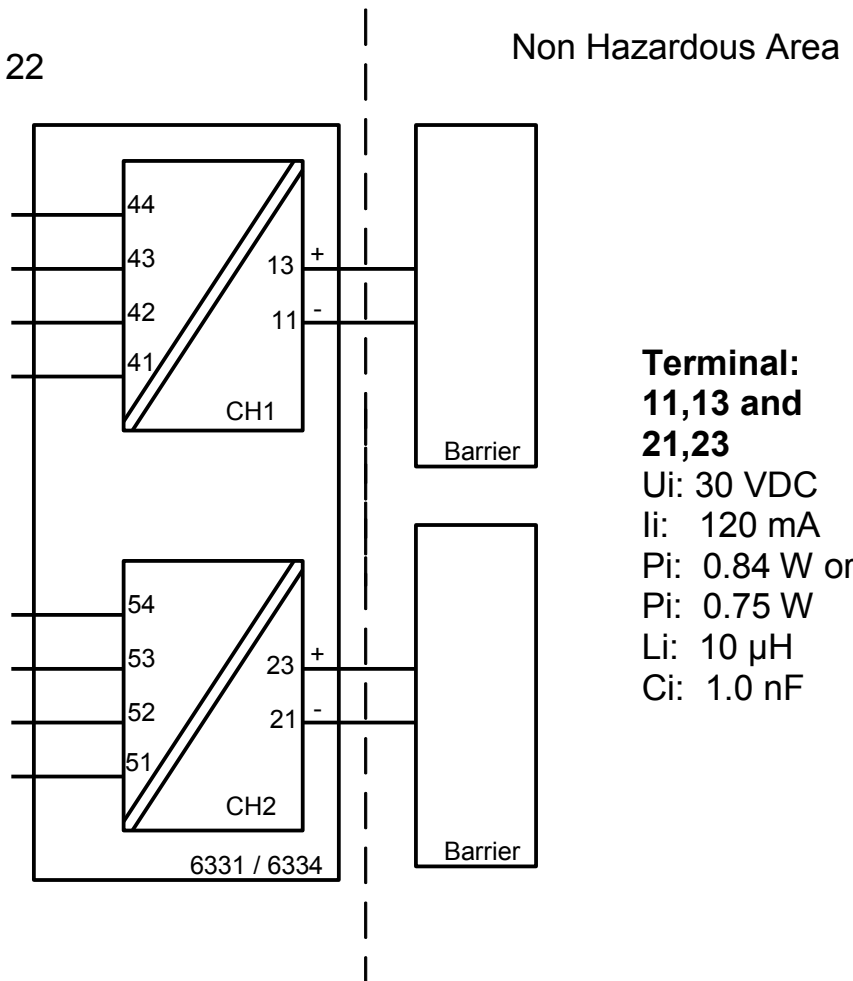 22
Non Hazardous Area
44
43
42
41
13
+
11
-
CH1
Barrier
54
53
52
51
23
+
21
-
CH2
6331 / 6334
Barrier
Terminal:
11,13 and
21,23
Ui: 30 VDC
Ii: 120 mA
Pi: 0.84 W or
Pi: 0.75 W
Li: 10 µH
Ci: 1.0 nF